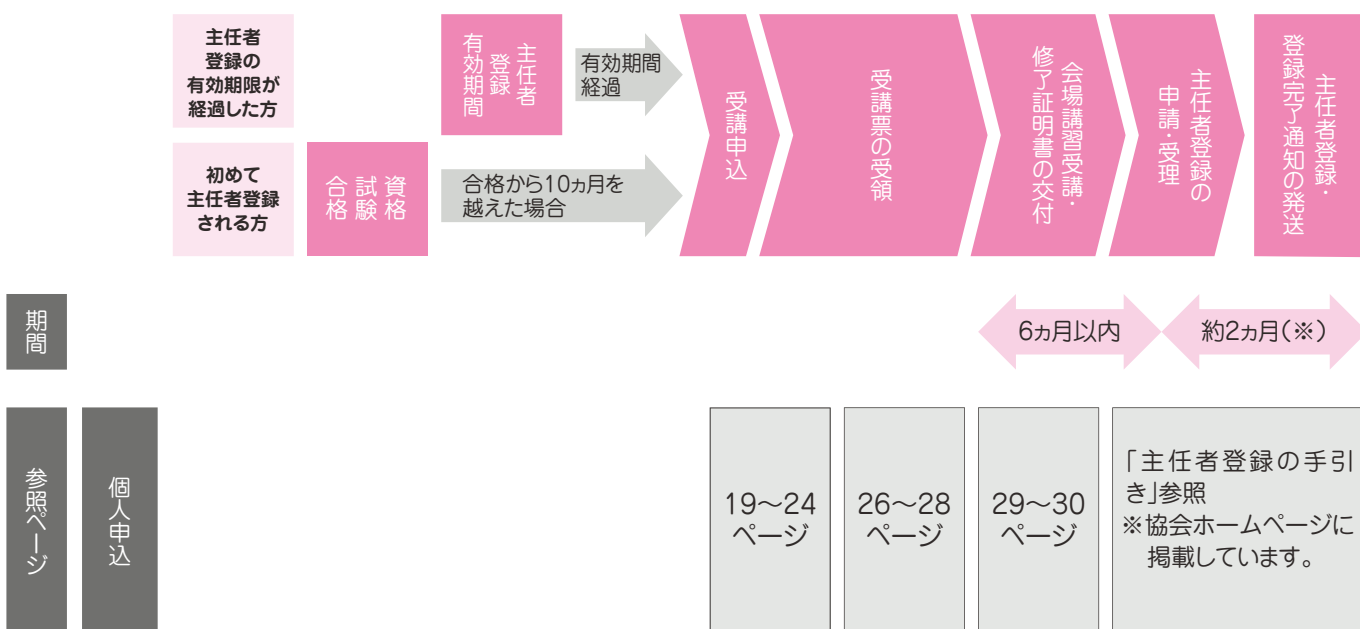 主任者
登録の
有効期限が
経過した方
主任者
登録
有効期間
有効期間
経過
初めて
主任者登録
される方
資格
試験
合格
合格から10ヵ月を
越えた場合
受講申込
受講票の受領
会場講習受講・
修了証明書の交付
主任者登録の
申請・受理
主任者登録・
登録完了通知の発送
期間
6ヵ月以内
約2ヵ月(※)
参照ページ
個人申込
19〜24
ページ
26〜28
ページ
29〜30
ページ
「主任者登録の手引
き」参照
※協会ホームページに
掲載しています。